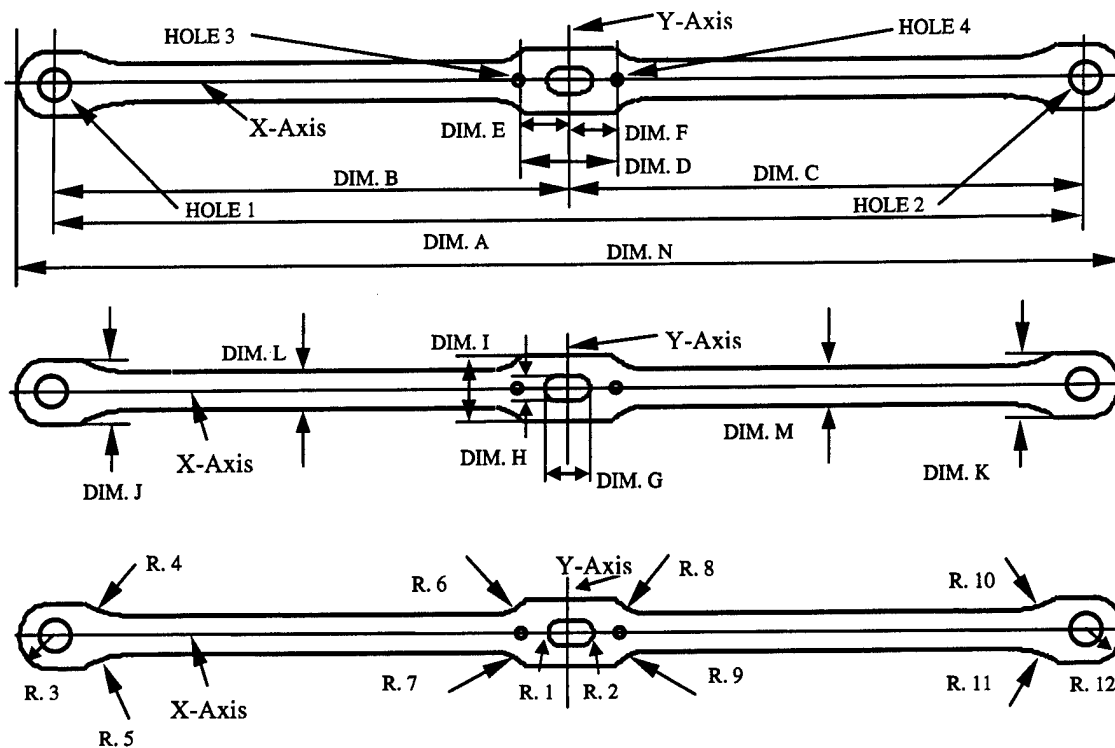 Y-Axis
HOLE 3
HOLE 4
X-Axis
DIM. E
DIM. F
DIM. D
DIM. B
DIM. C
HOLE 1
HOLE 2
DIM. A
DIM. N
Y-Axis
DIM. I
DIM. L
DIM. M
DIM. H
X-Axis
DIM. G
DIM. K
DIM. J
Y-Axis
R. 4
R. 6
R. 8
R. 10
R. 3
R. 7
R. 1
R. 2
R. 9
R. 11
R. 12
X-Axis
R. 5